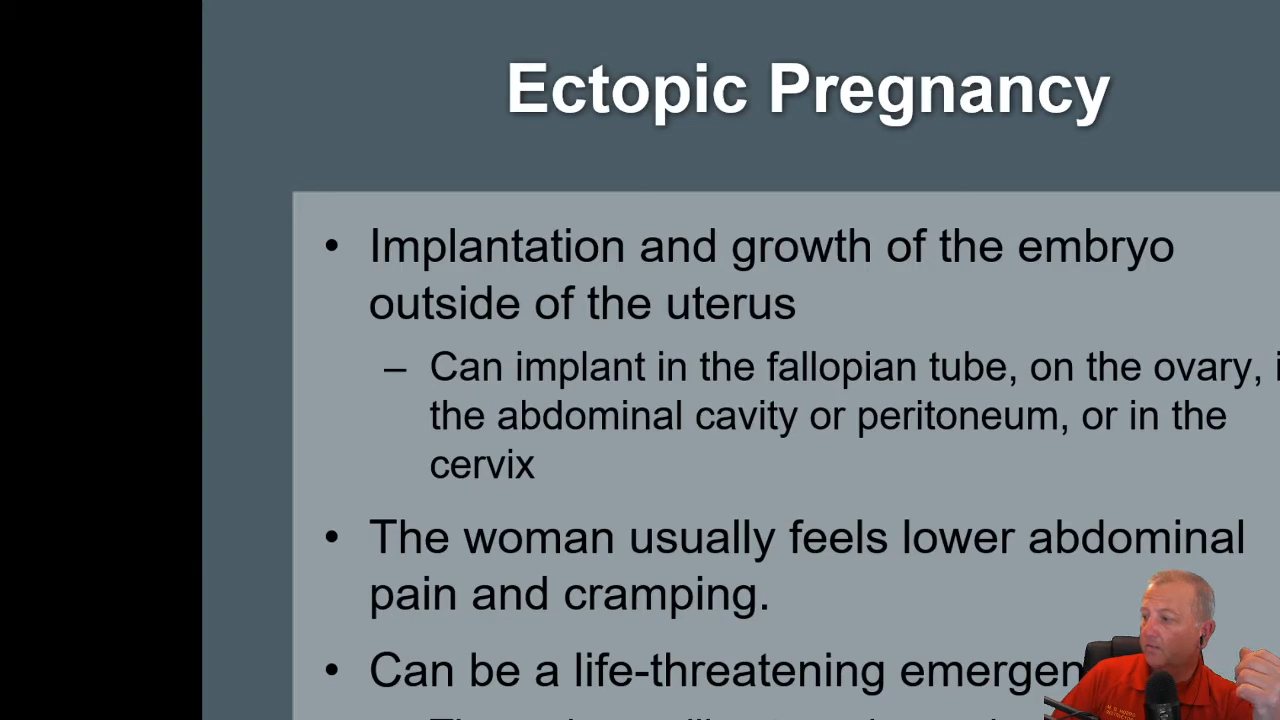 Ectopic Pregnancy
• Implantation and growth of the embryo
outside of the uterus
– Can implant in the fallopian tube, on the ovary,
the abdominal cavity or peritoneum, or in the
cervix
• The woman usually feels lower abdominal
pain and cramping.
• Can be a life-threatening